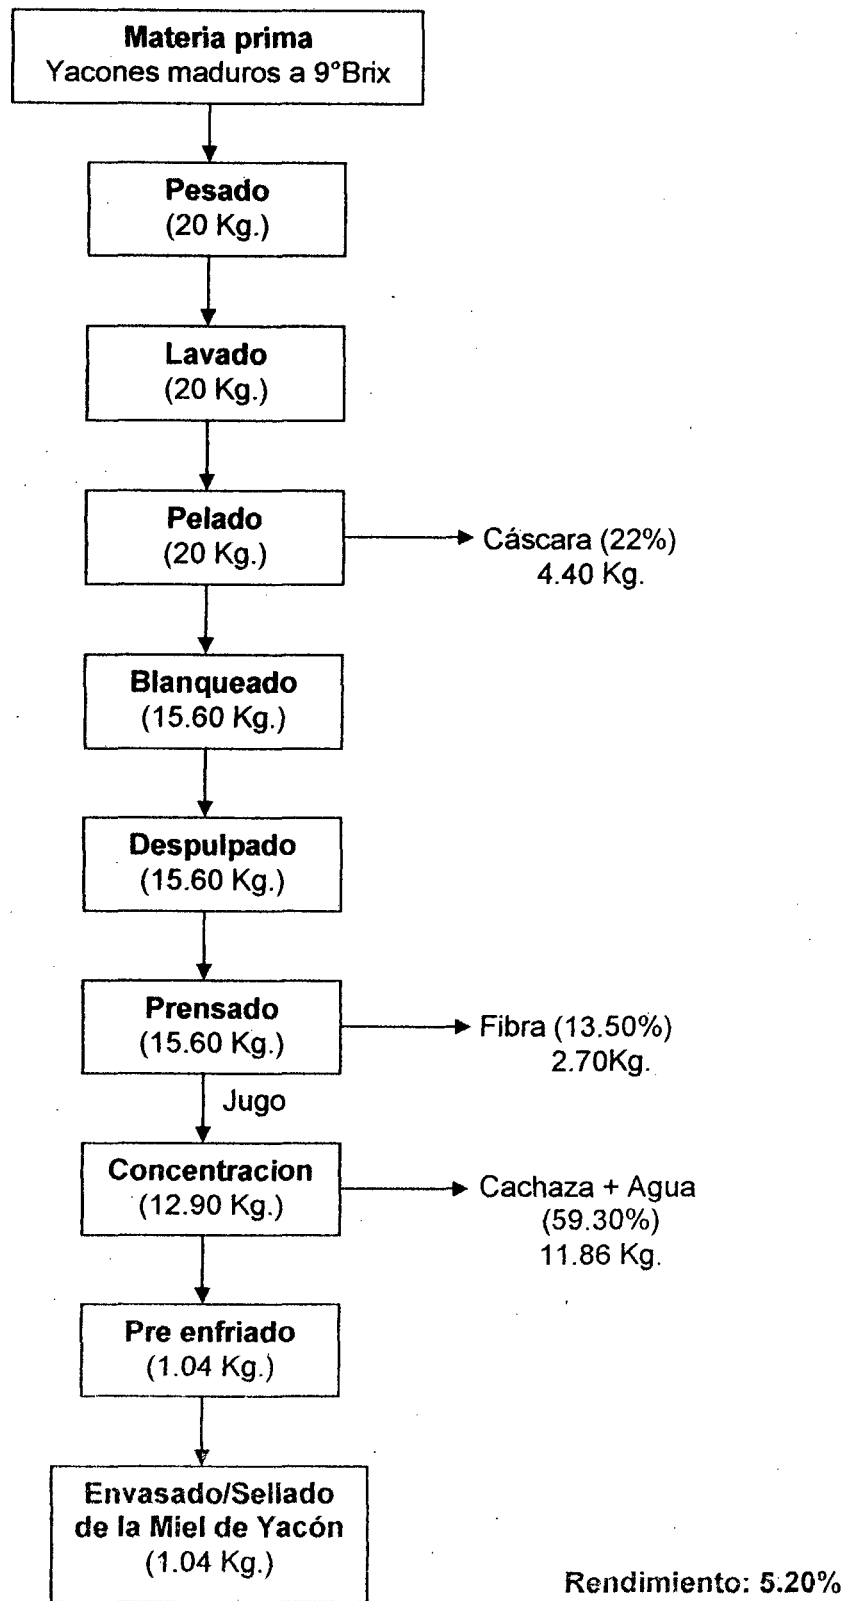 Materia prima
Yacones maduros a 9°Brix
Pesado
(20 Kg.)
Lavado
(20 Kg.)
Pelado
(20 Kg.)
Cáscara (22%)
4.40 Kg.
Blanqueado
(15.60 Kg.)
Despulpado
(15.60 Kg.)
Prensado
(15.60 Kg.)
Fibra (13.50%)
2.70Kg.
Jugo
Concentracion
(12.90 Kg.)
Cachaza + Agua
(59.30%)
11.86 Kg.
Pre enfriado
(1.04 Kg.)
Envasado/Sellado
de la Miel de Yacón
(1.04 Kg.)
Rendimiento: 5.20%